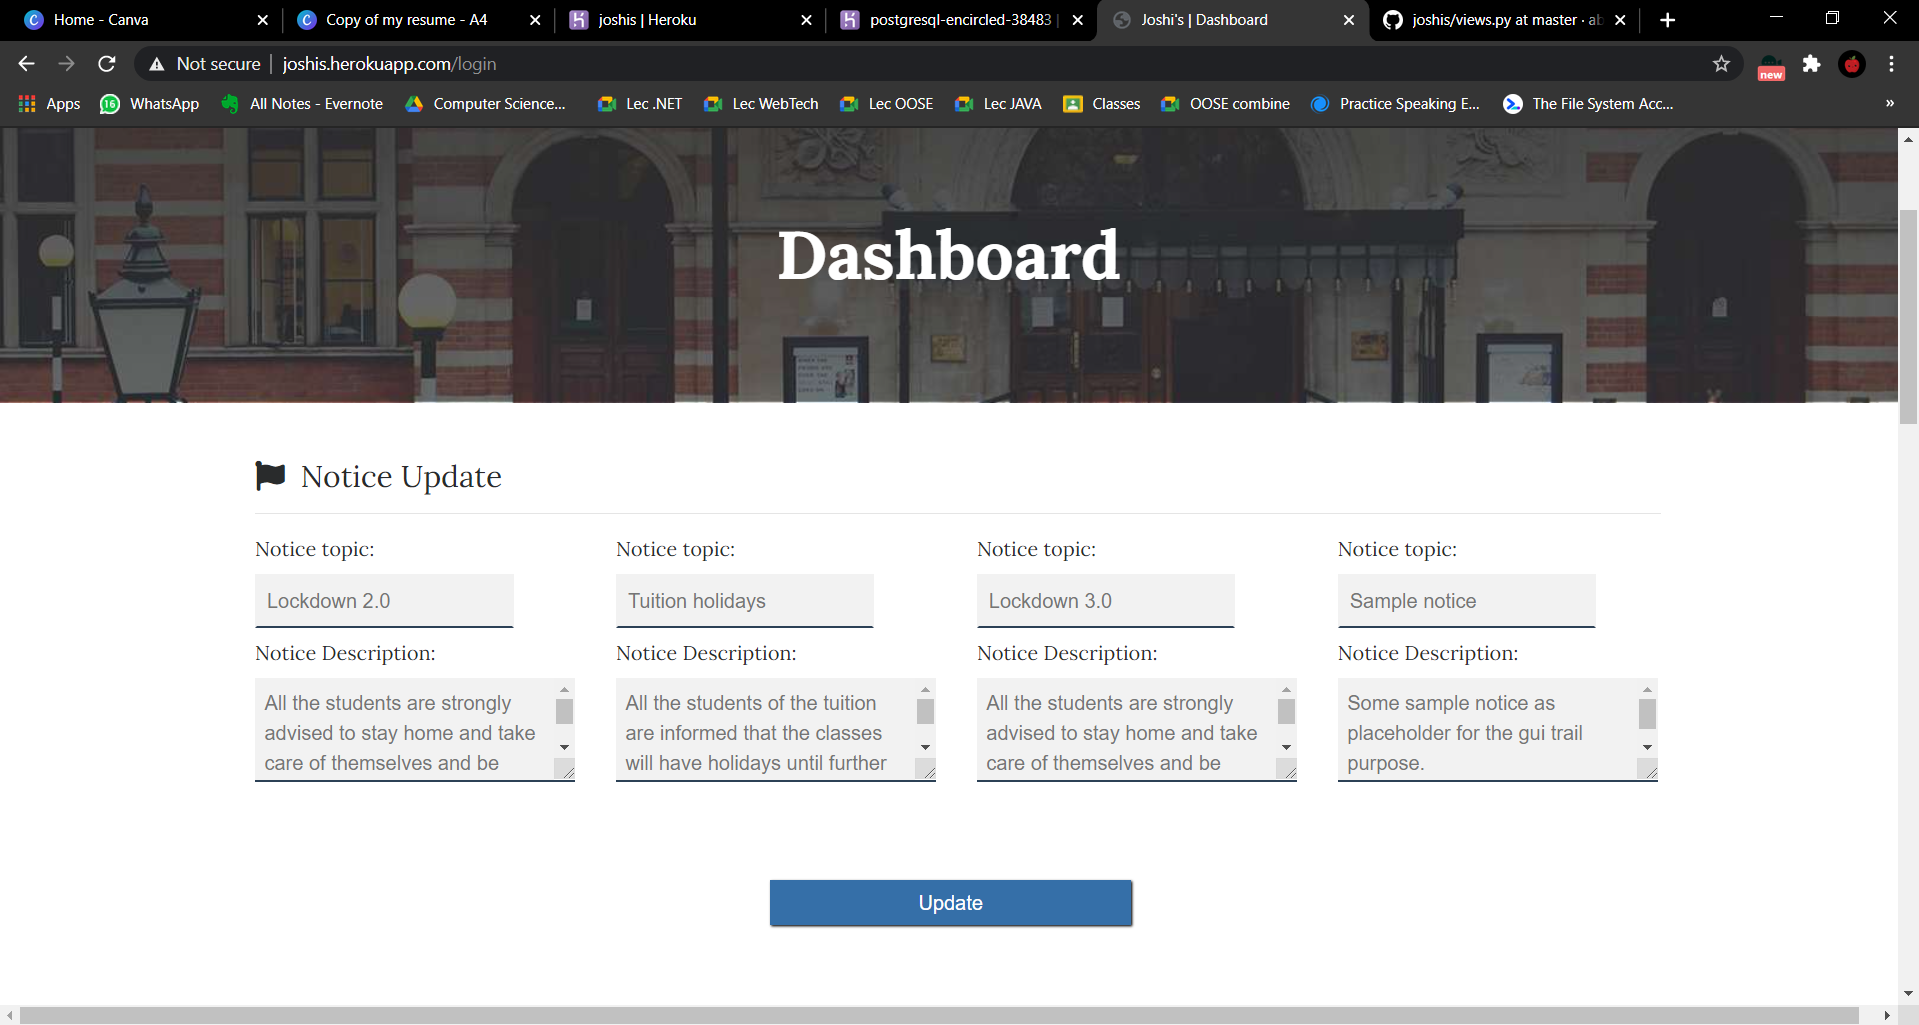 Home - Canva
Copy of my resume - A4
joshis | Heroku
postgresql-encircled-38483 |
Joshi's | Dashboard
joshis/views.py at master · ab
Not secure | joshis.herokuapp.com/login
new
Apps
16
WhatsApp
All Notes - Evernote
Computer Science...
Lec .NET
Lec WebTech
Lec OOSE
Lec JAVA
Classes
OOSE combine
Practice Speaking E...
The File System Acc...
»
Dashboard
Notice Update
Notice topic:
Notice topic:
Notice topic:
Notice topic:
Lockdown 2.0
Tuition holidays
Lockdown 3.0
Sample notice
Notice Description:
Notice Description:
Notice Description:
Notice Description:
All the students are strongly
advised to stay home and take
care of themselves and be
All the students of the tuition
are informed that the classes
will have holidays until further
All the students are strongly
advised to stay home and take
care of themselves and be
Some sample notice as
placeholder for the gui trail
purpose.
Update